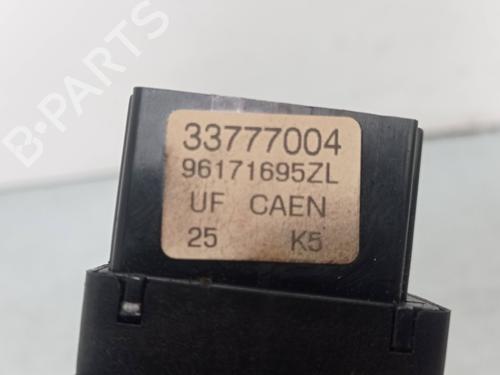 33777004
96171695ZL
UF CAEN
25 K5
B-PARTS